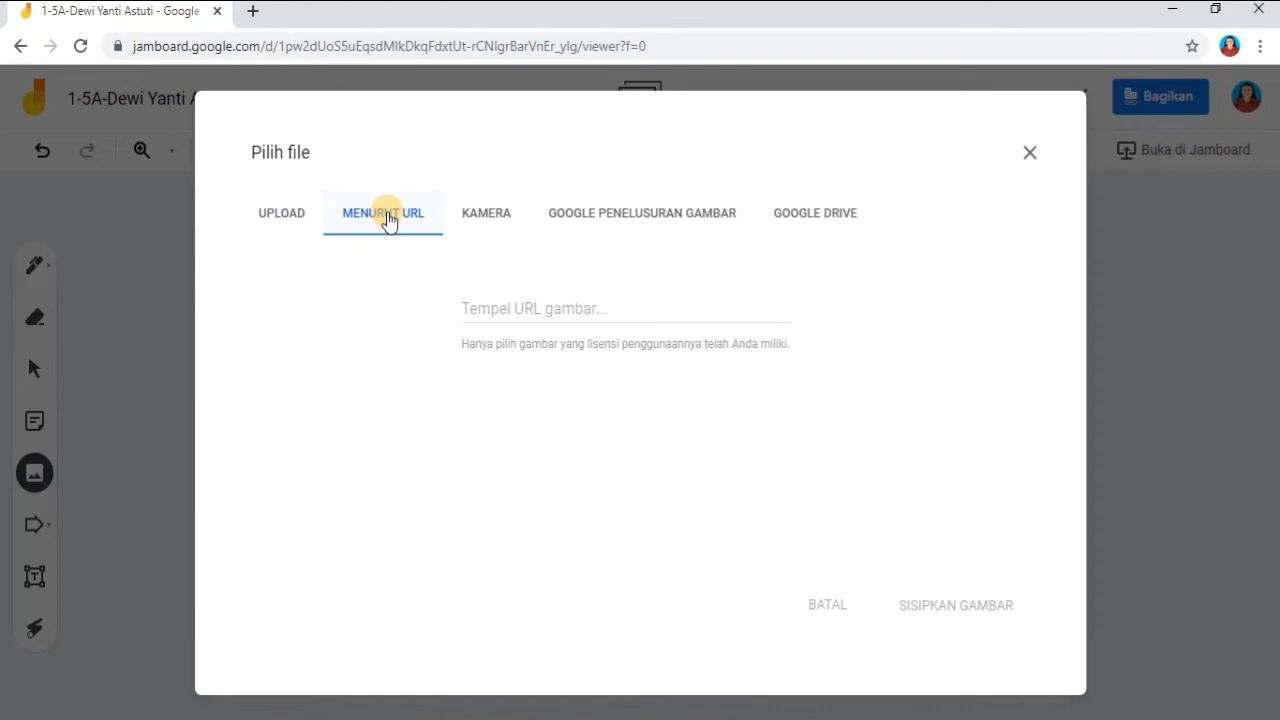 1-5A-Dewi Yanti Astuti - Google
jamboard.google.com/d/1pw2dUoS5uEqsdMIkDkqFdxtUt-rCNIgrBarVnEr_ylg/viewer?f=0
1-5A-Dewi Yanti A
Bagikan
Buka di Jamboard
Pilih file
UPLOAD
MENURUT URL
KAMERA
GOOGLE PENELUSURAN GAMBAR
GOOGLE DRIVE
Tempel URL gambar...
Hanya pilih gambar yang lisensi penggunaannya telah Anda miliki.
BATAL
SISIPKAN GAMBAR